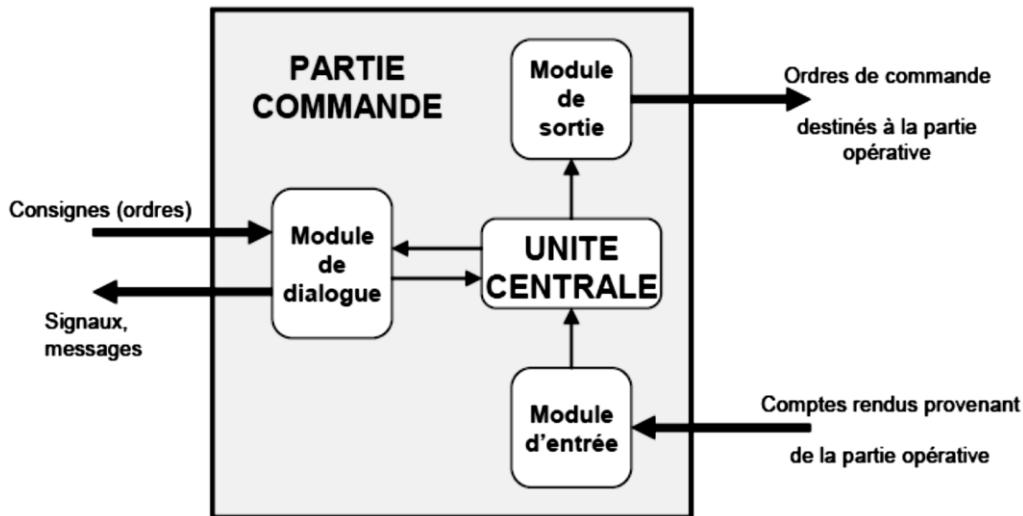 PARTIE
COMMANDE
Module
de
sortie
Ordres de commande
destinés à la partie
opérative
Consignes (ordres)
Module
de
dialogue
UNITE
CENTRALE
Signaux,
messages
Module
d'entrée
Comptes rendus provenant
de la partie opérative